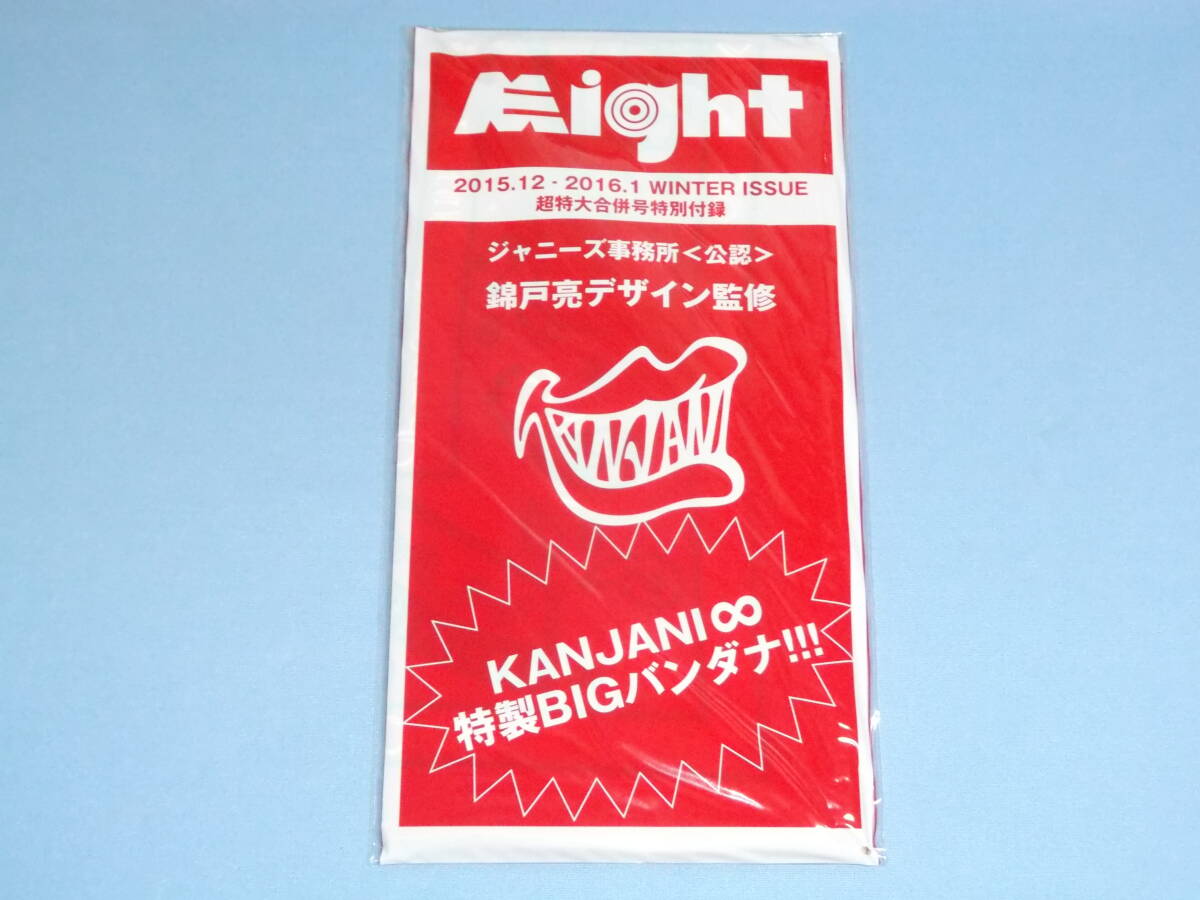 Eight
2015.12 - 2016.1 WINTER ISSUE
超特大合併号特別付録
ジャニーズ事務所<公認>
錦戸亮デザイン監修
KANJANI
KANJANI∞
特製BIGバンダナ!!!